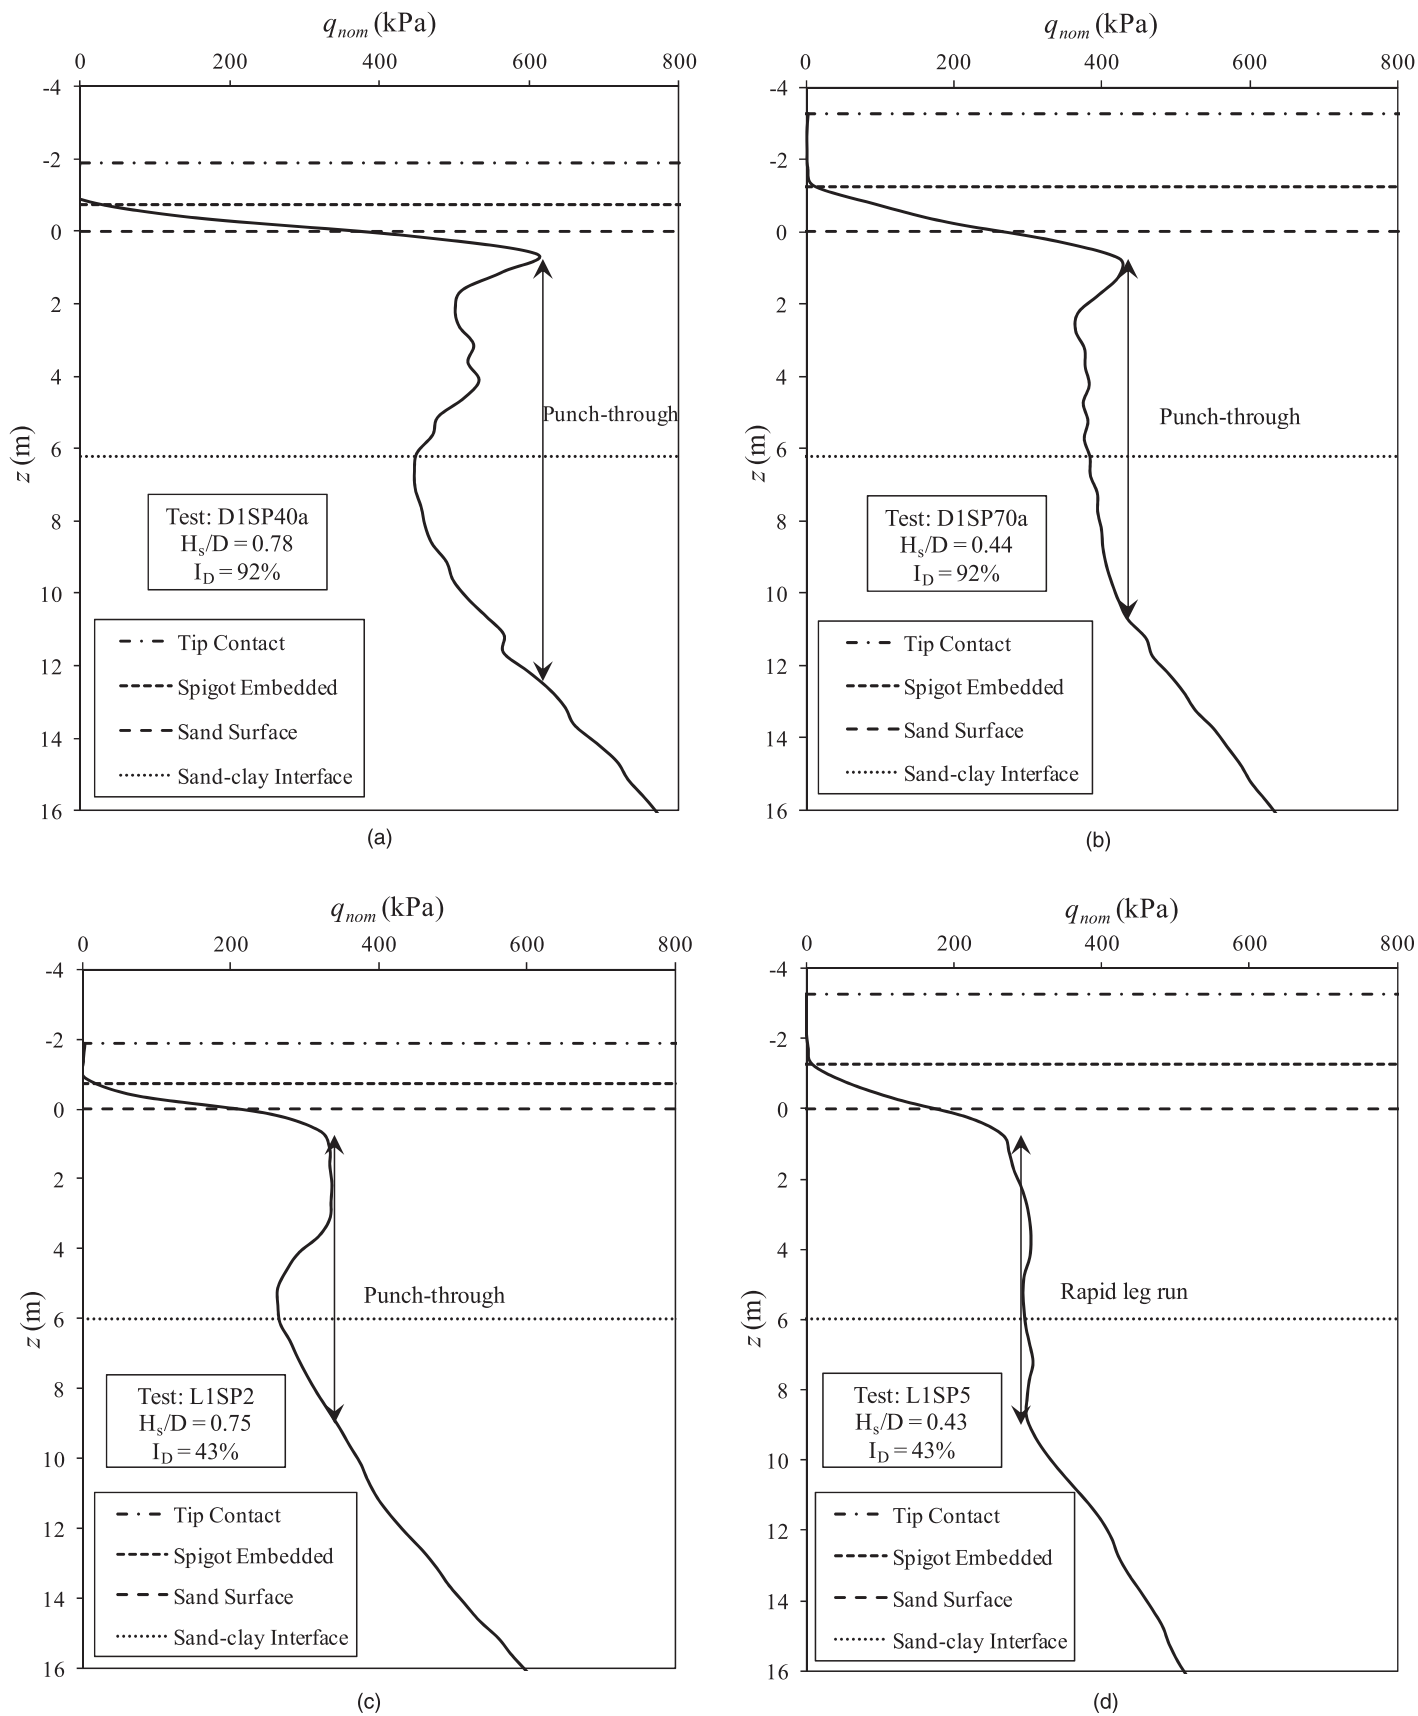 q_nom (kPa)
0 200 400 600 800
-4
-2
0
2
4
6
8
10
12
14
16
z (m)
Punch-through
Test: D1SP40a
H_s/D = 0.78
I_D = 92%
Tip Contact
Spigot Embedded
Sand Surface
Sand-clay Interface
(a)
q_nom (kPa)
0 200 400 600 800
-4
-2
0
2
4
6
8
10
12
14
16
z (m)
Punch-through
Test: D1SP70a
H_s/D = 0.44
I_D = 92%
Tip Contact
Spigot Embedded
Sand Surface
Sand-clay Interface
(b)
q_nom (kPa)
0 200 400 600 800
-4
-2
0
2
4
6
8
10
12
14
16
z (m)
Punch-through
Test: L1SP2
H_s/D = 0.75
I_D = 43%
Tip Contact
Spigot Embedded
Sand Surface
Sand-clay Interface
(c)
q_nom (kPa)
0 200 400 600 800
-4
-2
0
2
4
6
8
10
12
14
16
z (m)
Rapid leg run
Test: L1SP5
H_s/D = 0.43
I_D = 43%
Tip Contact
Spigot Embedded
Sand Surface
Sand-clay Interface
(d)